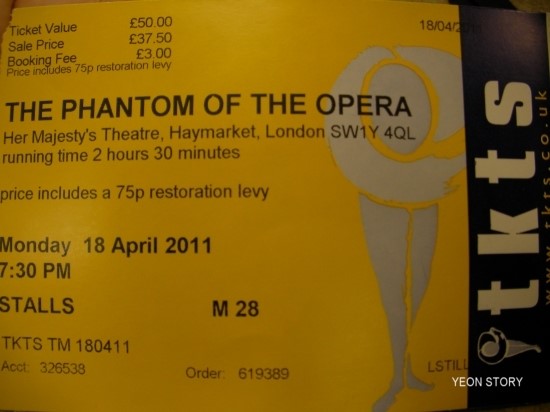 Ticket Value £50.00
Sale Price £37.50
Booking Fee £3.00
Price includes 75p restoration levy
18/04/20
THE PHANTOM OF THE OPERA
Her Majesty's Theatre, Haymarket, London SW1Y 4QL
running time 2 hours 30 minutes
price includes a 75p restoration levy
Monday 18 April 2011
7:30 PM
STALLS M 28
TKTS TM 180411
Acct: 326538 Order: 619389
LSTILL
tkts
www.tkts.co.uk
YEON STORY